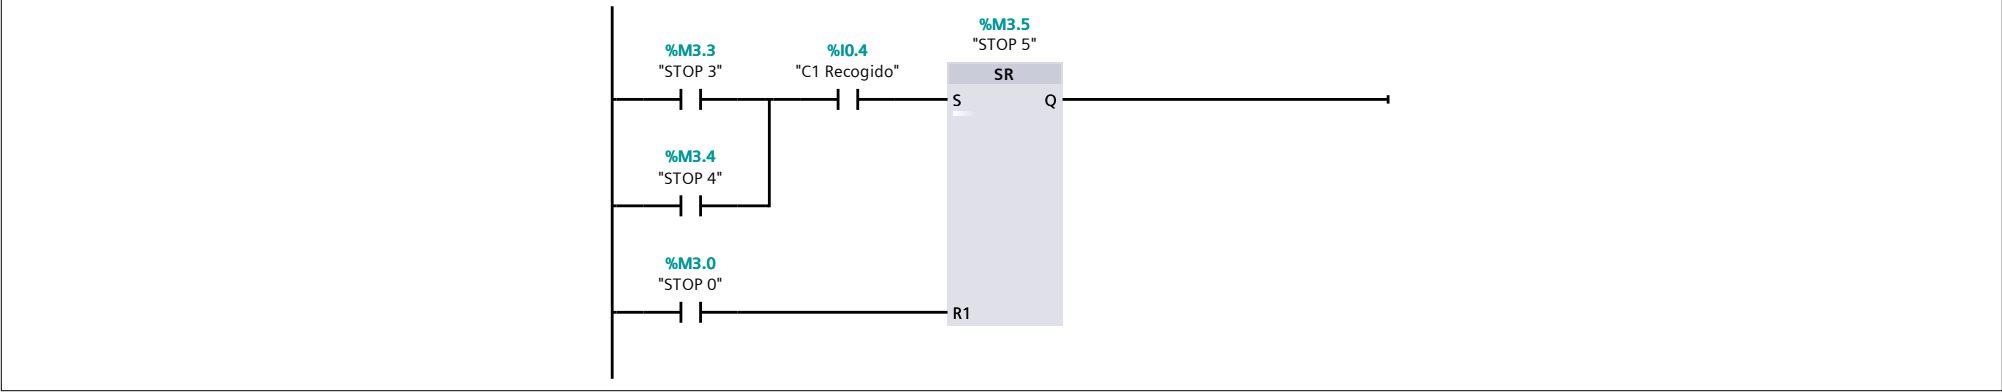 %M3.5
"STOP 5"
%M3.3
"STOP 3"
%I0.4
"C1 Recogido"
SR
S
Q
%M3.4
"STOP 4"
%M3.0
"STOP 0"
R1